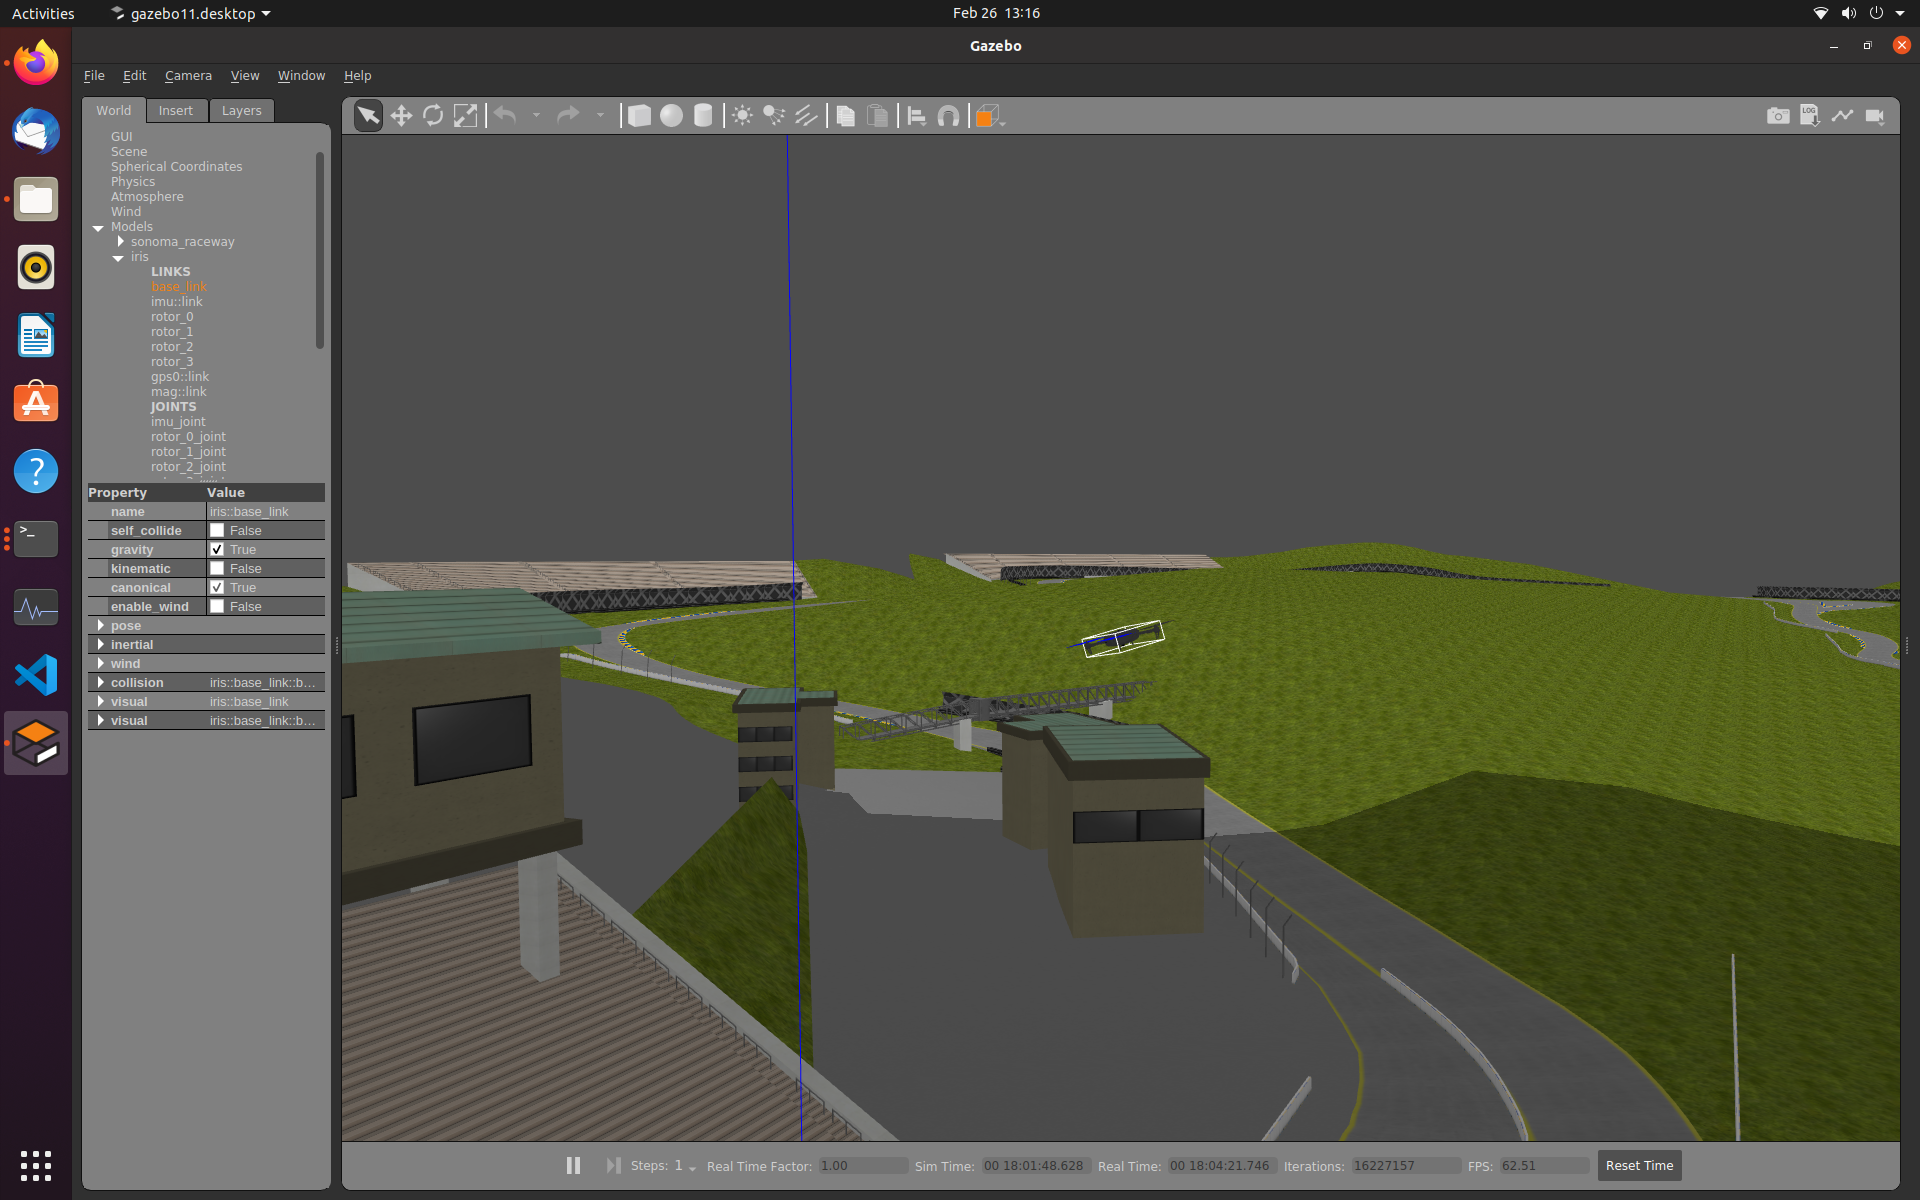 Activities
gazebo11.desktop
Feb 26 13:16
Gazebo
File Edit Camera View Window Help
World Insert Layers
LOG
GUI
Scene
Spherical Coordinates
Physics
Atmosphere
Wind
Models
sonoma_raceway
iris
LINKS
base_link
imu::link
rotor_0
rotor_1
rotor_2
rotor_3
gps0::link
mag::link
JOINTS
imu_joint
rotor_0_joint
rotor_1_joint
rotor_2_joint
Property Value
name iris::base_link
self_collide False
gravity True
kinematic False
canonical True
enable_wind False
pose
inertial
wind
collision iris::base_link::b...
visual iris::base_link
visual iris::base_link::b...
Steps: 1 Real Time Factor: 1.00 Sim Time: 00 18:01:48.628 Real Time: 00 18:04:21.746 Iterations: 16227157 FPS: 62.51 Reset Time